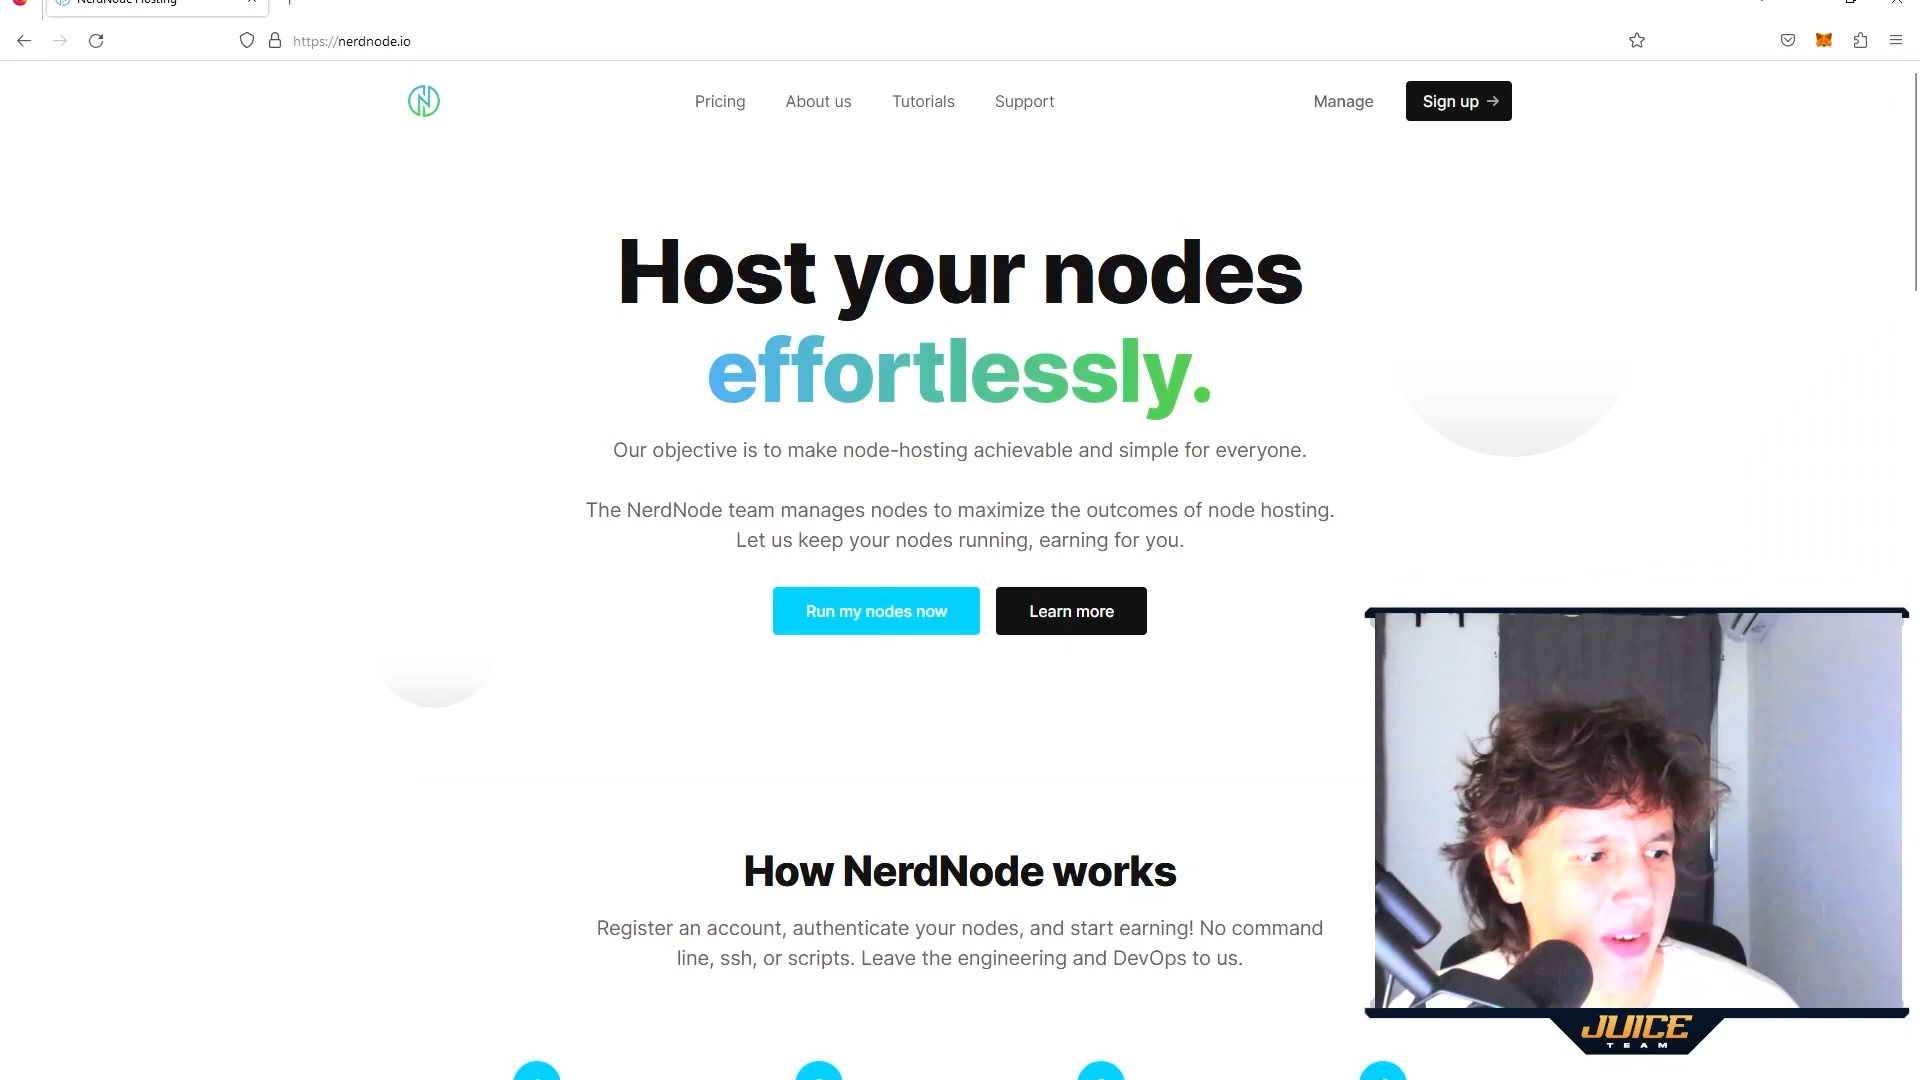 NerdNode Hosting
https://nerdnode.io
Pricing
About us
Tutorials
Support
Manage
Sign up →
Host your nodes
effortlessly.
Our objective is to make node-hosting achievable and simple for everyone.
The NerdNode team manages nodes to maximize the outcomes of node hosting.
Let us keep your nodes running, earning for you.
Run my nodes now
Learn more
How NerdNode works
Register an account, authenticate your nodes, and start earning! No command
line, ssh, or scripts. Leave the engineering and DevOps to us.
JUICE
TEAM